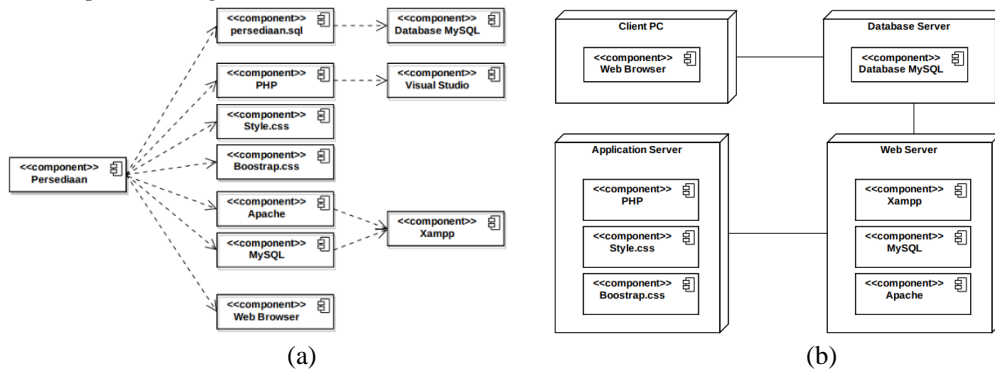 <<component>>
persediaan.sql
<<component>>
Database MySQL
<<component>>
PHP
<<component>>
Visual Studio
<<component>>
Style.css
<<component>>
Boostrap.css
<<component>>
Persediaan
<<component>>
Apache
<<component>>
MySQL
<<component>>
Xampp
<<component>>
Web Browser
(a)
Client PC
<<component>>
Web Browser
Database Server
<<component>>
Database MySQL
Application Server
<<component>>
PHP
<<component>>
Style.css
<<component>>
Boostrap.css
Web Server
<<component>>
Xampp
<<component>>
MySQL
<<component>>
Apache
(b)